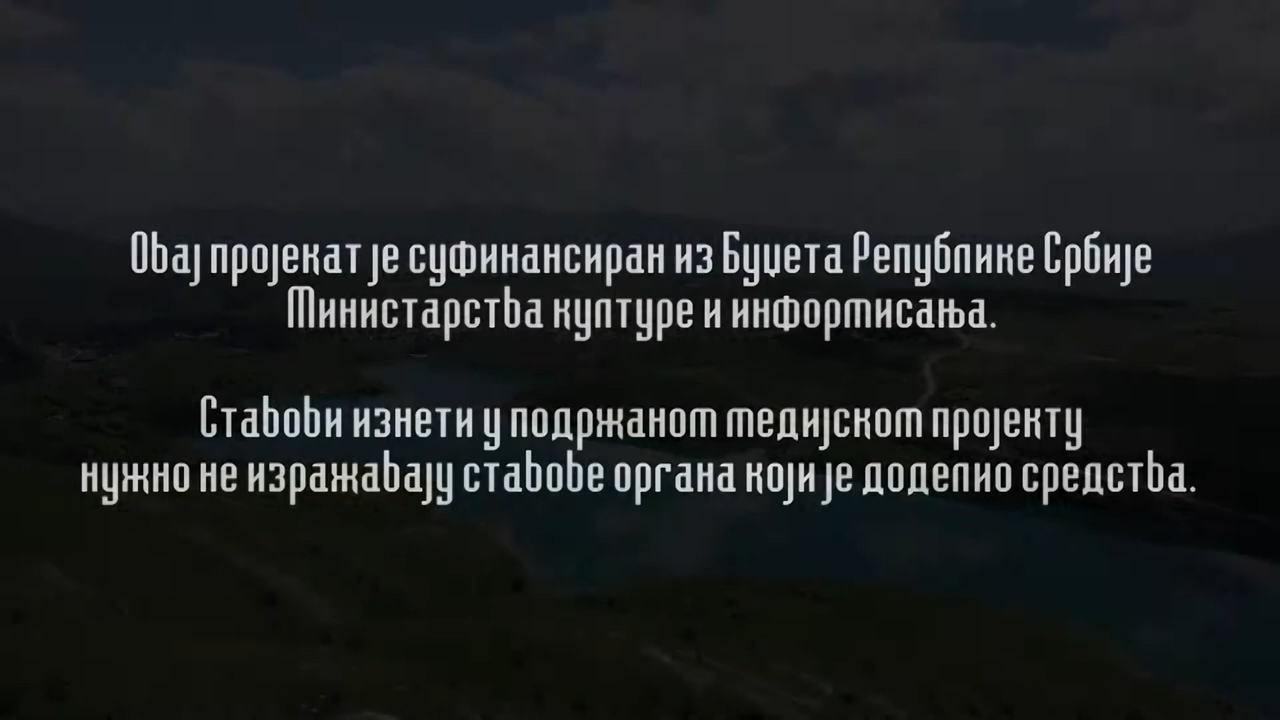 Овај пројекат је суфинансиран из Буџета Републике Србије
Министарства културе и информисања.
Ставови изнети у подржаном медијском пројекту
нужно не изражавају ставове органа који је доделио средства.